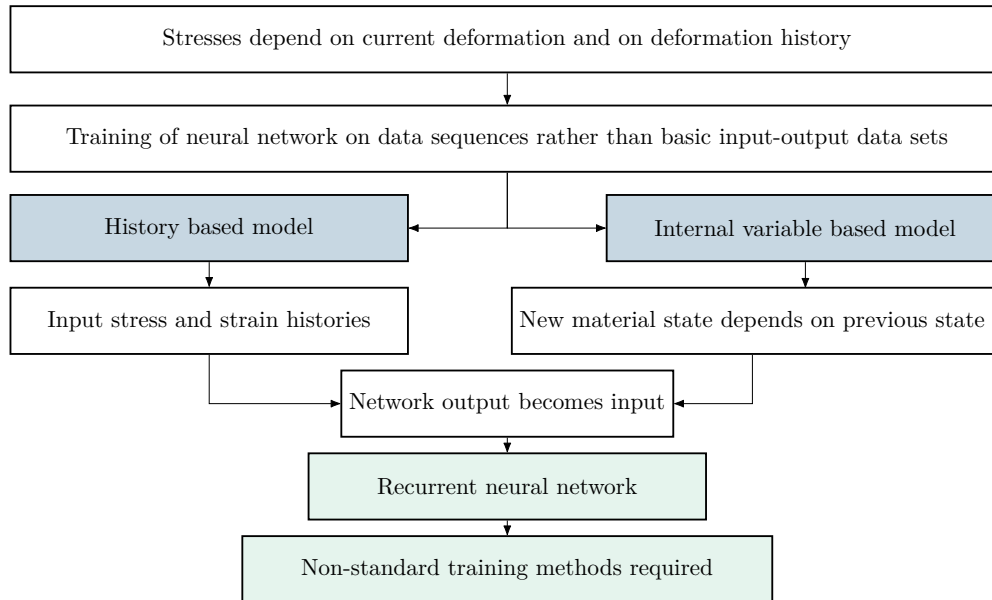 Stresses depend on current deformation and on deformation history
Training of neural network on data sequences rather than basic input-output data sets
History based model
Internal variable based model
Input stress and strain histories
New material state depends on previous state
Network output becomes input
Recurrent neural network
Non-standard training methods required